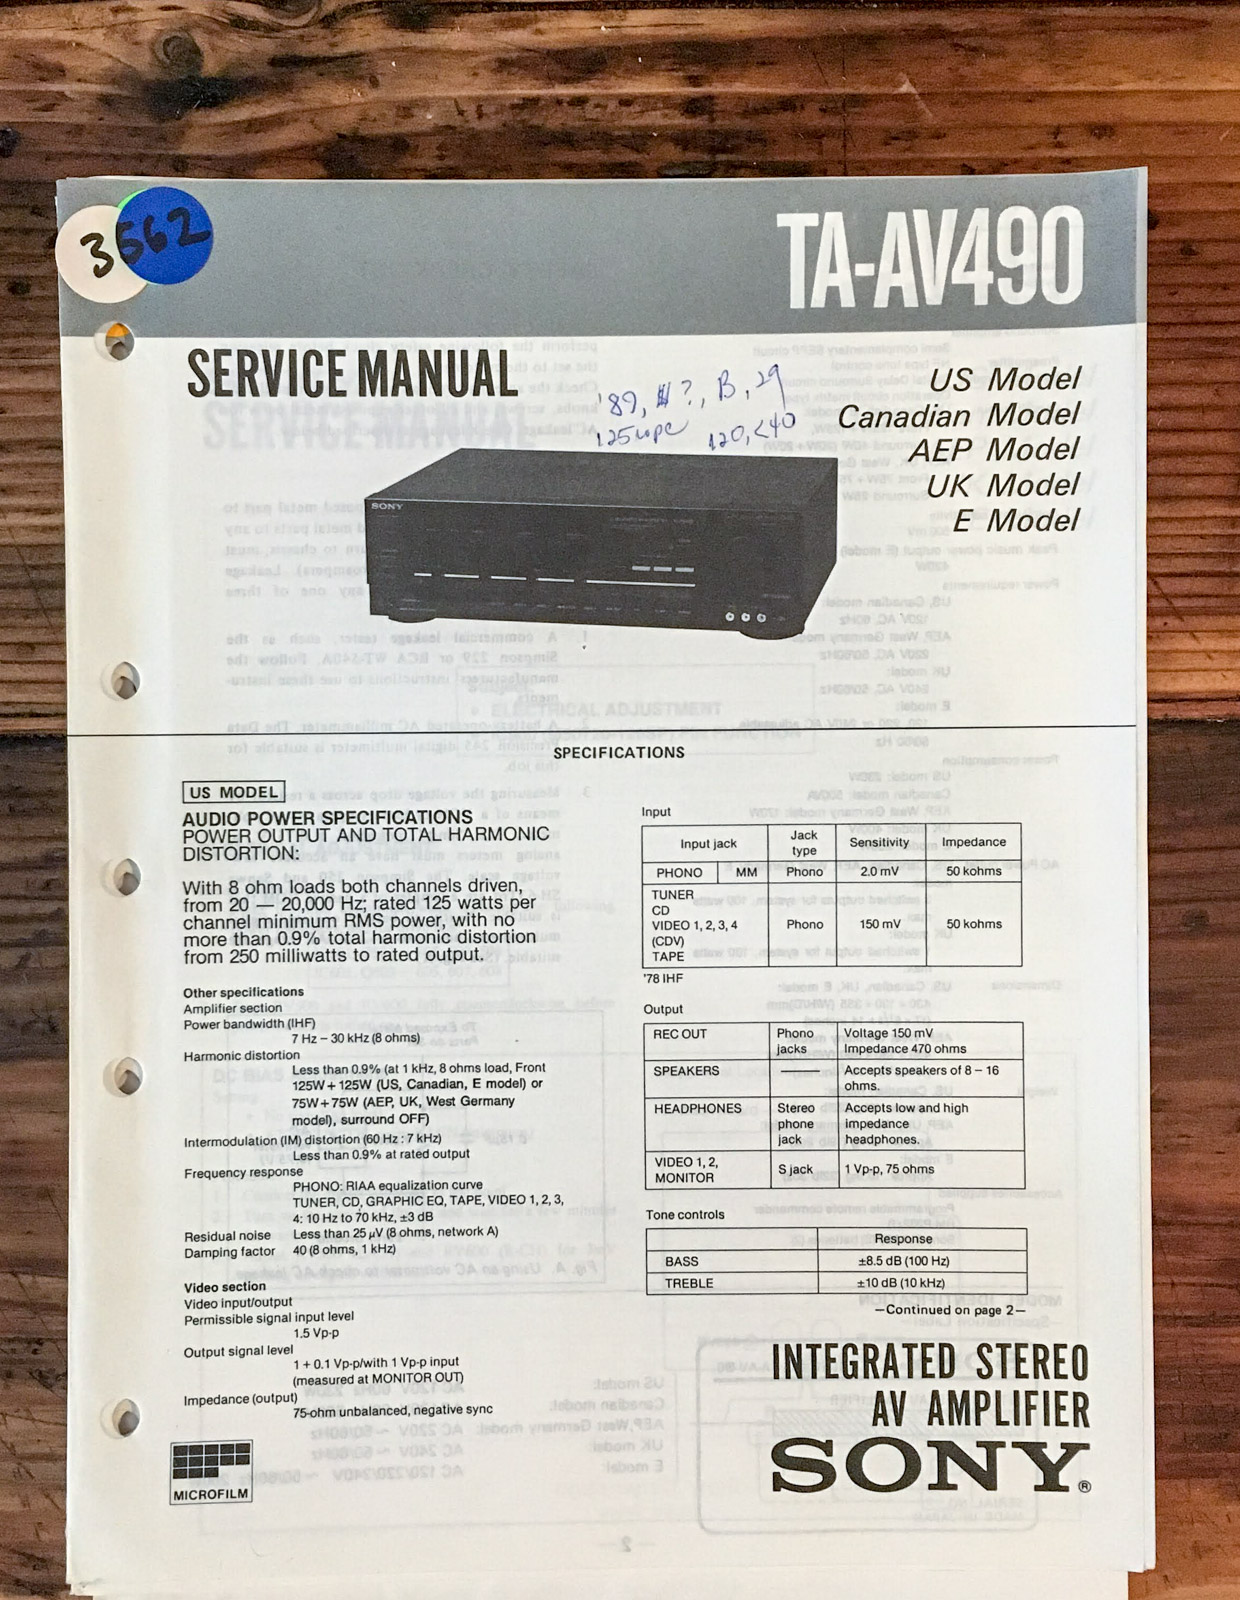 3562
TA-AV490
SERVICE MANUAL
'89, $?, B, 29
125wpc 120, <40
US Model
Canadian Model
AEP Model
UK Model
E Model
SONY
SPECIFICATIONS
US MODEL
AUDIO POWER SPECIFICATIONS
POWER OUTPUT AND TOTAL HARMONIC
DISTORTION:
With 8 ohm loads both channels driven,
from 20 — 20,000 Hz; rated 125 watts per
channel minimum RMS power, with no
more than 0.9% total harmonic distortion
from 250 milliwatts to rated output.
Other specifications
Amplifier section
Power bandwidth (IHF)
7 Hz – 30 kHz (8 ohms)
Harmonic distortion
Less than 0.9% (at 1 kHz, 8 ohms load, Front
125W+125W (US, Canadian, E model) or
75W+75W (AEP, UK, West Germany
model), surround OFF)
Intermodulation (IM) distortion (60 Hz : 7 kHz)
Less than 0.9% at rated output
Frequency response
PHONO: RIAA equalization curve
TUNER, CD, GRAPHIC EQ, TAPE, VIDEO 1, 2, 3,
4: 10 Hz to 70 kHz, ±3 dB
Residual noise Less than 25 µV (8 ohms, network A)
Damping factor 40 (8 ohms, 1 kHz)
Video section
Video input/output
Permissible signal input level
1.5 Vp-p
Output signal level
1 + 0.1 Vp-p/with 1 Vp-p input
(measured at MONITOR OUT)
Impedance (output)
75-ohm unbalanced, negative sync
MICROFILM
Input
Input jack Jack type Sensitivity Impedance
PHONO MM Phono 2.0 mV 50 kohms
TUNER
CD
VIDEO 1, 2, 3, 4 Phono 150 mV 50 kohms
(CDV)
TAPE
'78 IHF
Output
REC OUT Phono Voltage 150 mV
jacks Impedance 470 ohms
SPEAKERS —— Accepts speakers of 8 – 16
ohms.
HEADPHONES Stereo Accepts low and high
phone impedance
jack headphones.
VIDEO 1, 2,
MONITOR S jack 1 Vp-p, 75 ohms
Tone controls
Response
BASS ±8.5 dB (100 Hz)
TREBLE ±10 dB (10 kHz)
—Continued on page 2—
INTEGRATED STEREO
AV AMPLIFIER
SONY®